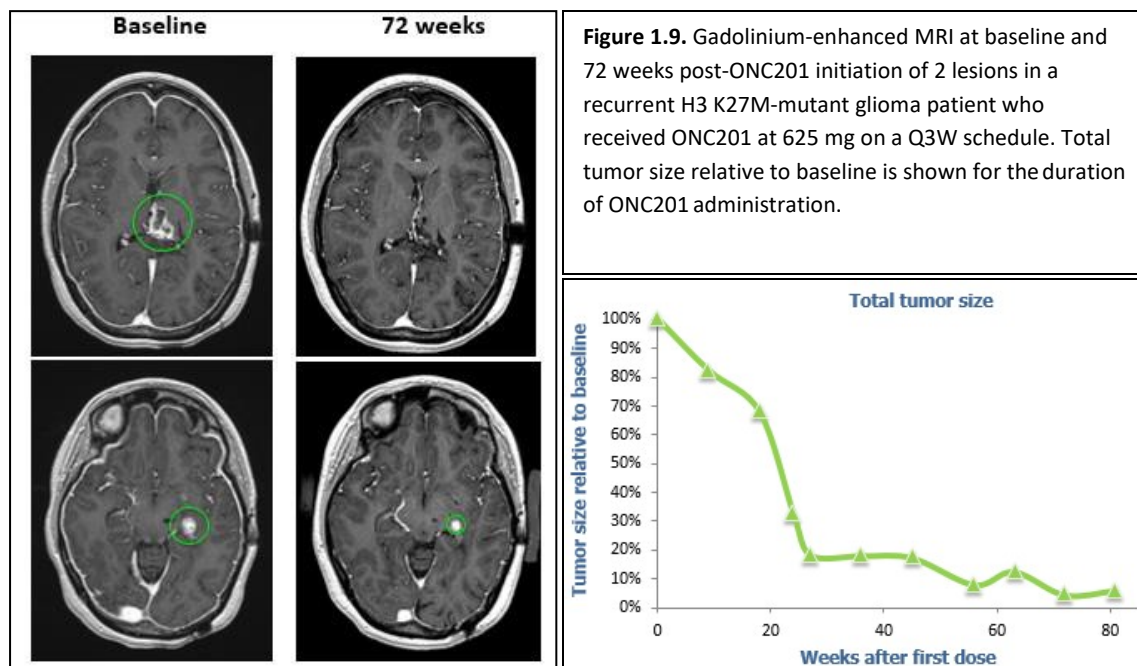 Baseline 72 weeks
Figure 1.9. Gadolinium-enhanced MRI at baseline and
72 weeks post-ONC201 initiation of 2 lesions in a
recurrent H3 K27M-mutant glioma patient who
received ONC201 at 625 mg on a Q3W schedule. Total
tumor size relative to baseline is shown for the duration
of ONC201 administration.
Total tumor size
Tumor size relative to baseline
100%
90%
80%
70%
60%
50%
40%
30%
20%
10%
0%
0 20 40 60 80
Weeks after first dose